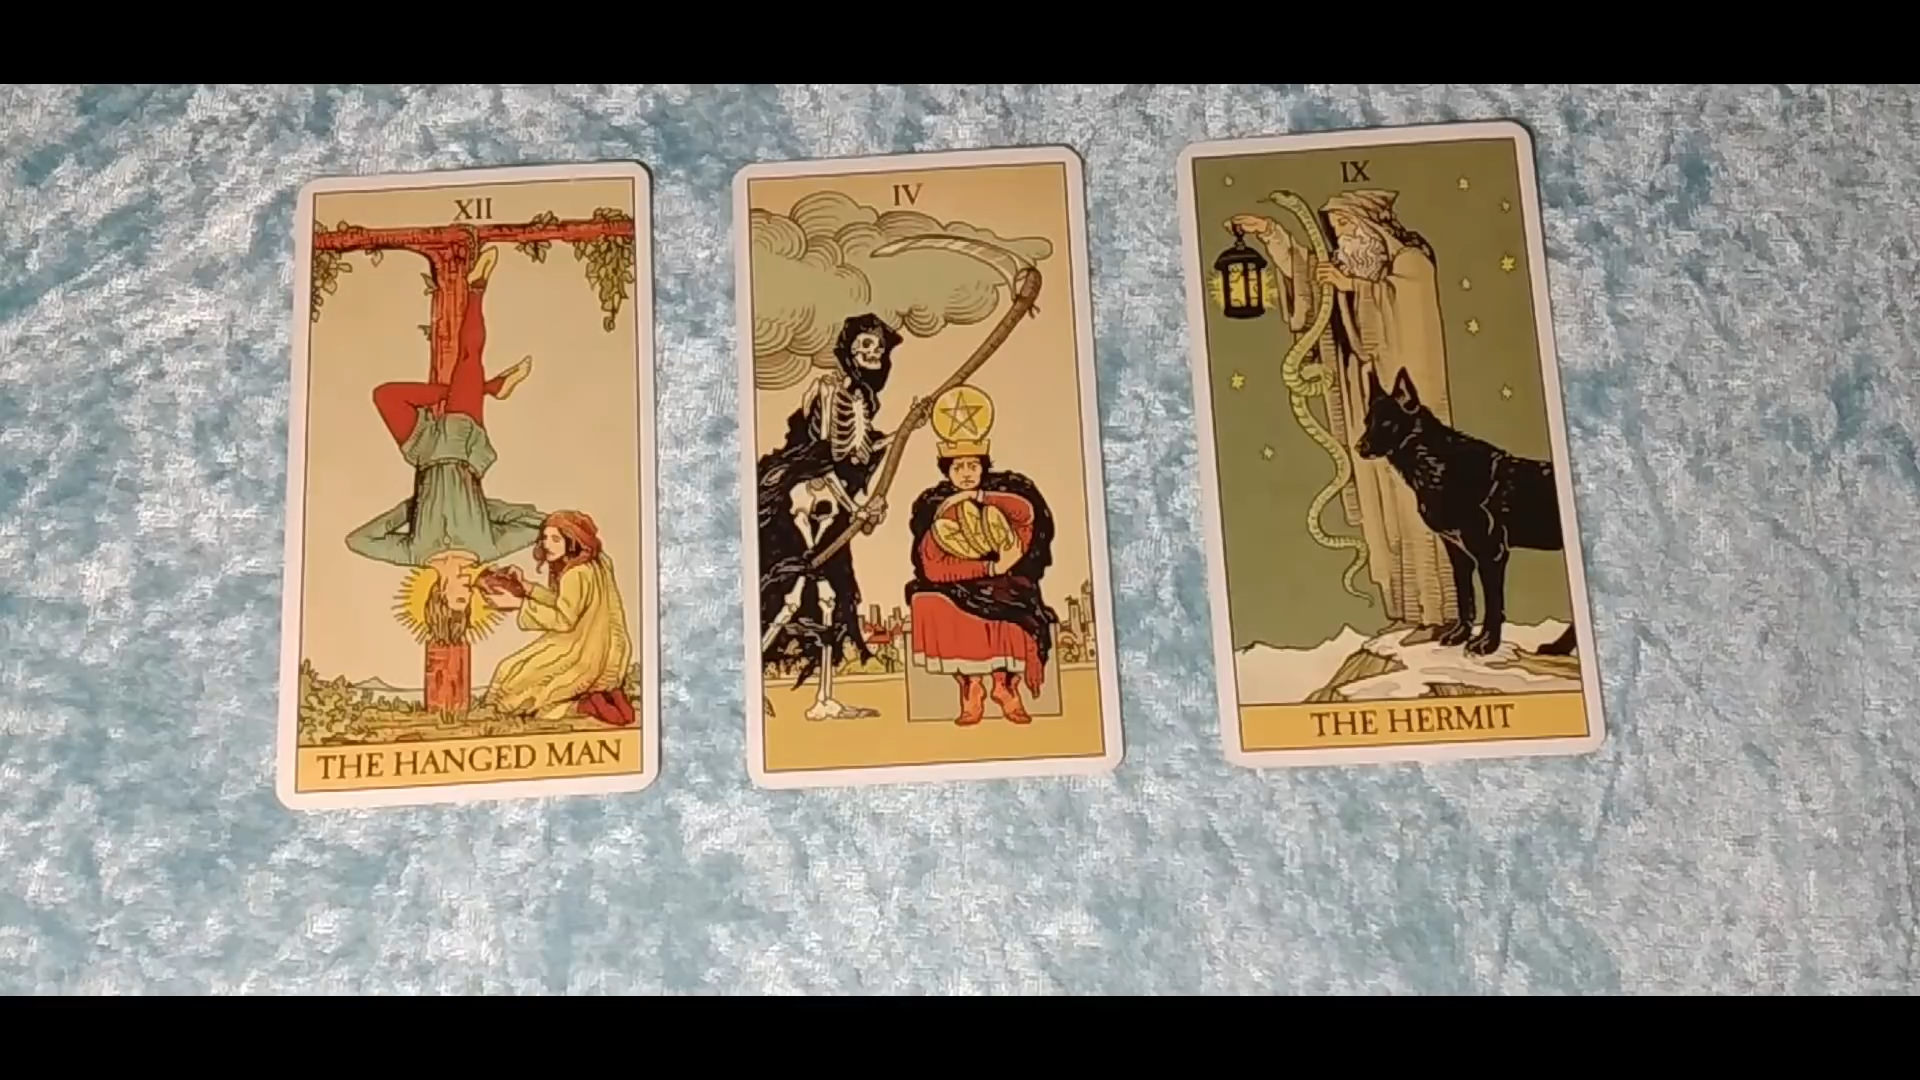 XII
THE HANGED MAN
IV
IX
THE HERMIT